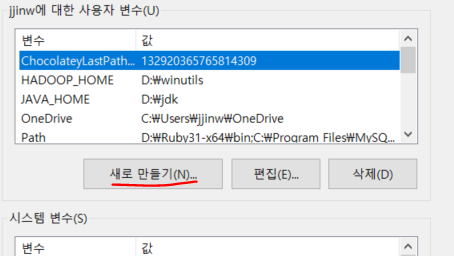 jjinw에 대한 사용자 변수(U)
변수 값
ChocolateyLastPath... 132920365765814309
HADOOP_HOME D:₩winutils
JAVA_HOME D:₩jdk
OneDrive C:₩Users₩jjinw₩OneDrive
Path D:₩Ruby31-x64₩bin;C:₩Program Files₩MySQ...
새로 만들기(N)... 편집(E)... 삭제(D)
시스템 변수(S)
변수 값